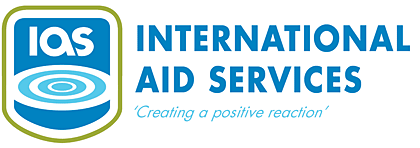 IAS
INTERNATIONAL
AID SERVICES
'Creating a positive reaction'